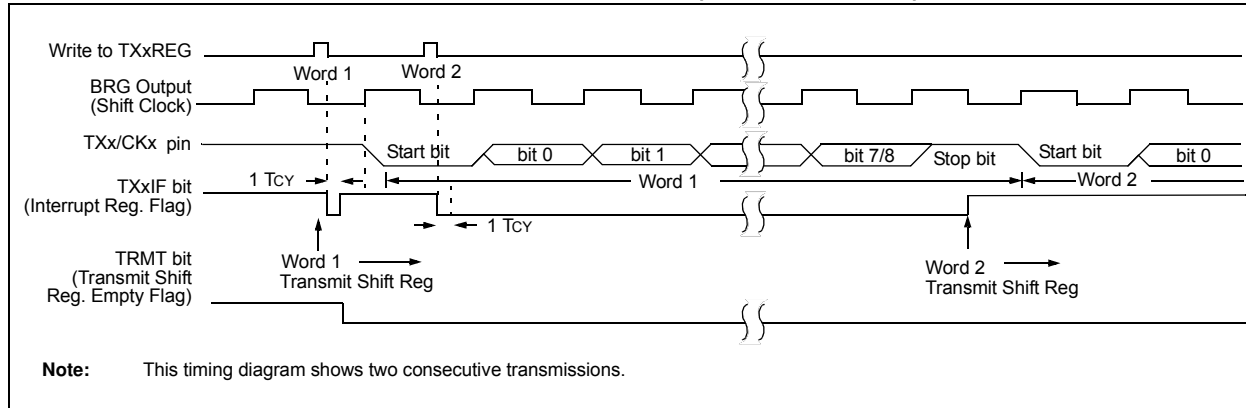 Write to TXxREG
Word 1
Word 2
BRG Output
(Shift Clock)
TXx/CKx pin
Start bit
bit 0
bit 1
bit 7/8
Stop bit
Start bit
bit 0
1 TCY
Word 1
Word 2
TXxIF bit
(Interrupt Reg. Flag)
1 TCY
TRMT bit
(Transmit Shift
Reg. Empty Flag)
Word 1
Transmit Shift Reg
Word 2
Transmit Shift Reg
Note: This timing diagram shows two consecutive transmissions.